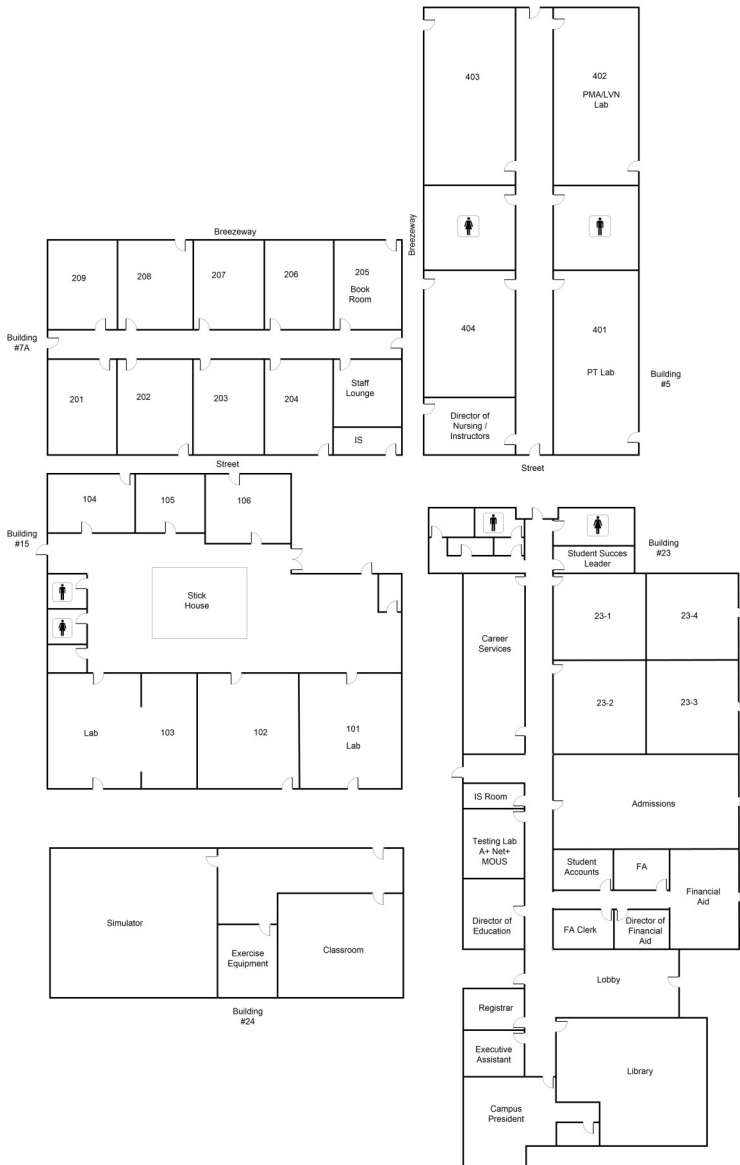 403
402
PMA/LVN
Lab
Breezeway
404
401
PT Lab
Director of
Nursing /
Instructors
Building
#5
Street
Breezeway
209
208
207
206
205
Book
Room
Building
#7A
201
202
203
204
Staff
Lounge
IS
Street
104
105
106
Building
#15
Stick
House
Lab
103
102
101
Lab
Building
#23
Student Succes
Leader
Career
Services
23-1
23-4
23-2
23-3
IS Room
Admissions
Testing Lab
A+ Net+
MOUS
Student
Accounts
FA
Financial
Aid
Director of
Education
FA Clerk
Director of
Financial
Aid
Lobby
Registrar
Executive
Assistant
Library
Campus
President
Simulator
Exercise
Equipment
Classroom
Building
#24